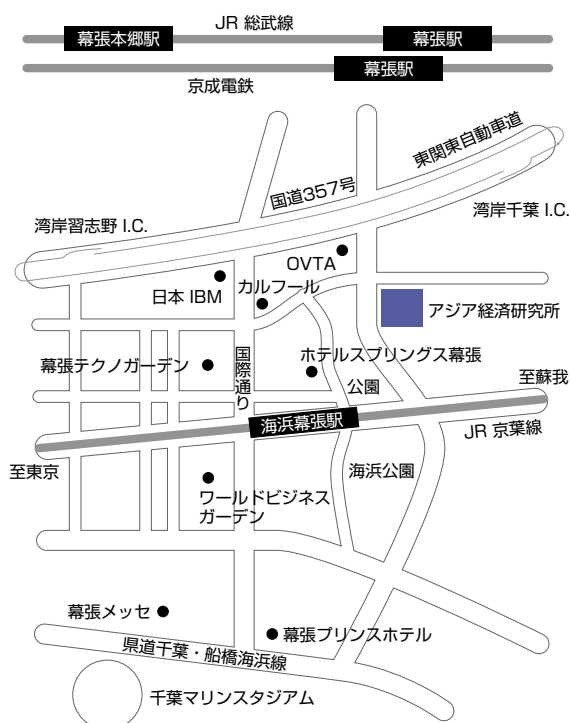 JR 総武線
幕張本郷駅
幕張駅
幕張駅
京成電鉄
東関東自動車道
国道357号
湾岸習志野 I.C.
湾岸千葉 I.C.
OVTA
日本 IBM
カルフール
アジア経済研究所
幕張テクノガーデン
国際通り
ホテルスプリングス幕張
公園
至蘇我
海浜幕張駅
JR 京葉線
至東京
海浜公園
ワールドビジネス
ガーデン
幕張メッセ
幕張プリンスホテル
県道千葉・船橋海浜線
千葉マリンスタジアム